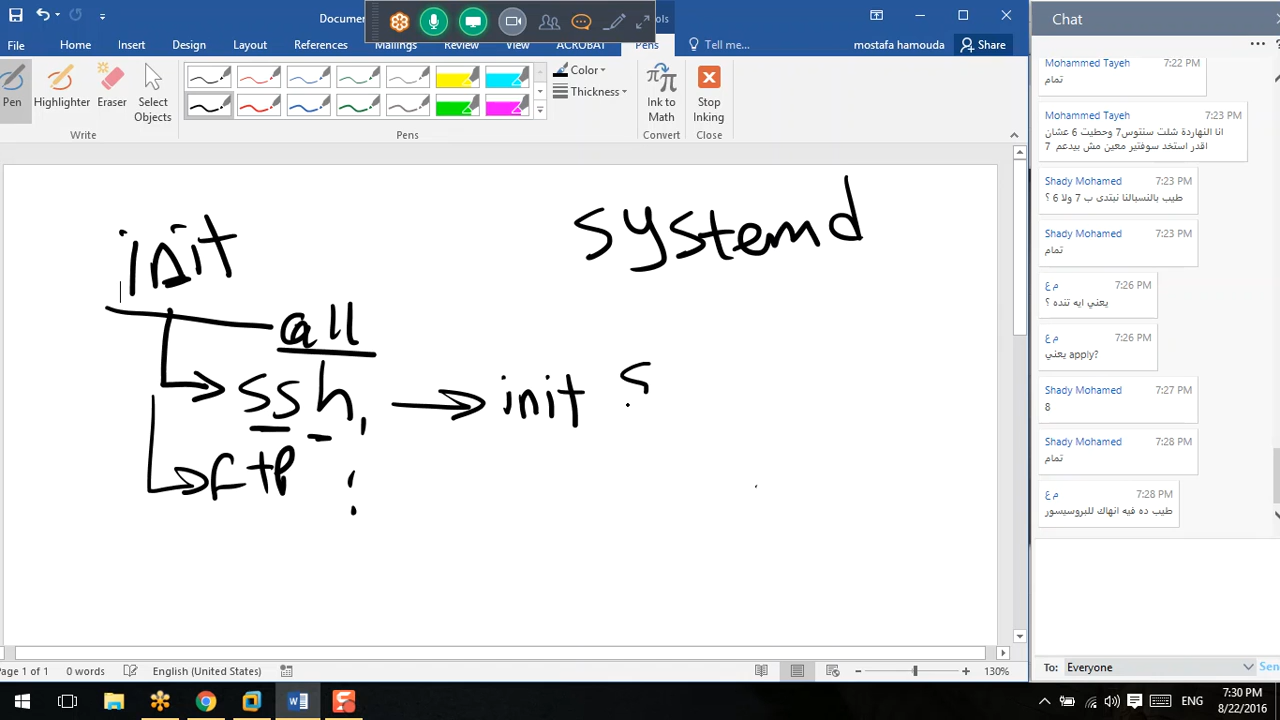 Docume
ols
mostafa hamouda
Share
File
Home
Insert
Design
Layout
References
Mailings
Review
View
ACROBAT
Pens
Tell me...
Pen
Highlighter
Eraser
Select Objects
Color
Thickness
Ink to Math
Stop Inking
Write
Pens
Convert
Close
init
systemd
all
ssh,
init
ftp
Chat
Mohammed Tayeh 7:22 PM
تمام
Mohammed Tayeh 7:23 PM
انا النهاردة شلت سنتوس7 وحطيت 6 عشان
اقدر استخد سوفتير معين مش بيدعم 7
Shady Mohamed 7:23 PM
طيب بالنسبالنا نبتدى ب 7 ولا 6 ؟
Shady Mohamed 7:23 PM
تمام
م ع 7:26 PM
يعني ايه تنده ؟
م ع 7:26 PM
يعني apply?
Shady Mohamed 7:27 PM
8
Shady Mohamed 7:28 PM
تمام
م ع 7:28 PM
طيب ده فيه انهاك للبروسيسور
To: Everyone
Sen
Page 1 of 1
0 words
English (United States)
130%
ENG
7:30 PM
8/22/2016